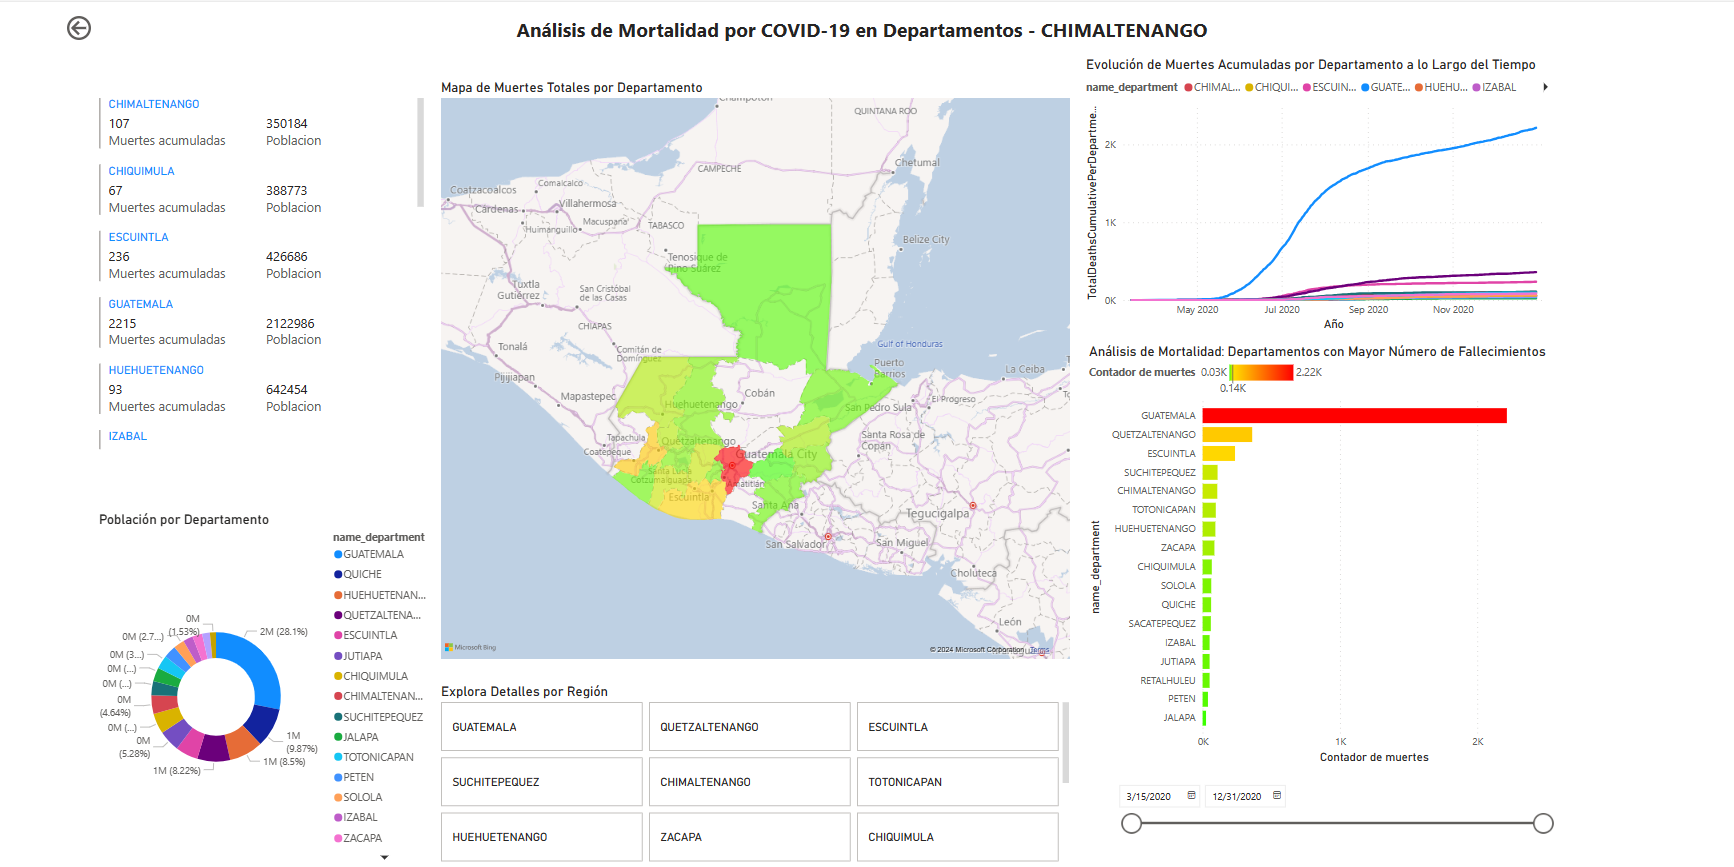 Análisis de Mortalidad por COVID-19 en Departamentos - CHIMALTENANGO
CHIMALTENANGO
107 350184
Muertes acumuladas Poblacion
CHIQUIMULA
67 388773
Muertes acumuladas Poblacion
ESCUINTLA
236 426686
Muertes acumuladas Poblacion
GUATEMALA
2215 2122986
Muertes acumuladas Poblacion
HUEHUETENANGO
93 642454
Muertes acumuladas Poblacion
IZABAL
Población por Departamento
name_department
GUATEMALA
QUICHE
HUEHUETENAN...
QUETZALTENA...
ESCUINTLA
JUTIAPA
CHIQUIMULA
CHIMALTENAN...
SUCHITEPEQUEZ
JALAPA
TOTONICAPAN
PETEN
SOLOLA
IZABAL
ZACAPA
0M
(1.53%)
2M (28.1%)
0M (2.7...)
0M (3...)
0M (...)
0M (...)
0M
(4.64%)
0M (...)
0M
(5.28%)
1M (8.22%)
1M (8.5%)
1M
(9.87%)
Mapa de Muertes Totales por Departamento
Champotón
QUINTANA ROO
Chetumal
CAMPECHE
Coatzacoalcos
Comalcalco
Cárdenas
Villahermosa
Macuspana
Huimanguillo
TABASCO
Belize City
Tenosique de
Pino Suárez
Tuxtla
Gutiérrez
San Cristóbal
de las Casas
CHIAPAS
Tonalá
Comitán de
Domínguez
Gulf of Honduras
Puerto
Barrios
La Ceiba
Pijijiapan
Mapastepec
Cobán
Huehuetenango
San Pedro Sula
El Progreso
Tapachula
Quetzaltenango
Santa Rosa de
Copán
Coatepeque
Guatemala City
Santa Lucía
Cotzumalguapa
Amatitlán
Escuintla
Santa Ana
Tegucigalpa
San Salvador
San Miguel
Choluteca
León
Microsoft Bing
© 2024 Microsoft Corporation Terms
Explora Detalles por Región
GUATEMALA QUETZALTENANGO ESCUINTLA
SUCHITEPEQUEZ CHIMALTENANGO TOTONICAPAN
HUEHUETENANGO ZACAPA CHIQUIMULA
Evolución de Muertes Acumuladas por Departamento a lo Largo del Tiempo
name_department CHIMAL... CHIQUI... ESCUIN... GUATE... HUEHU... IZABAL
TotalDeathsCumulativePerDepartme...
2K
1K
0K
May 2020 Jul 2020 Sep 2020 Nov 2020
Año
Análisis de Mortalidad: Departamentos con Mayor Número de Fallecimientos
Contador de muertes 0.03K 2.22K
0.14K
name_department
GUATEMALA
QUETZALTENANGO
ESCUINTLA
SUCHITEPEQUEZ
CHIMALTENANGO
TOTONICAPAN
HUEHUETENANGO
ZACAPA
CHIQUIMULA
SOLOLA
QUICHE
SACATEPEQUEZ
IZABAL
JUTIAPA
RETALHULEU
PETEN
JALAPA
0K 1K 2K
Contador de muertes
3/15/2020 12/31/2020